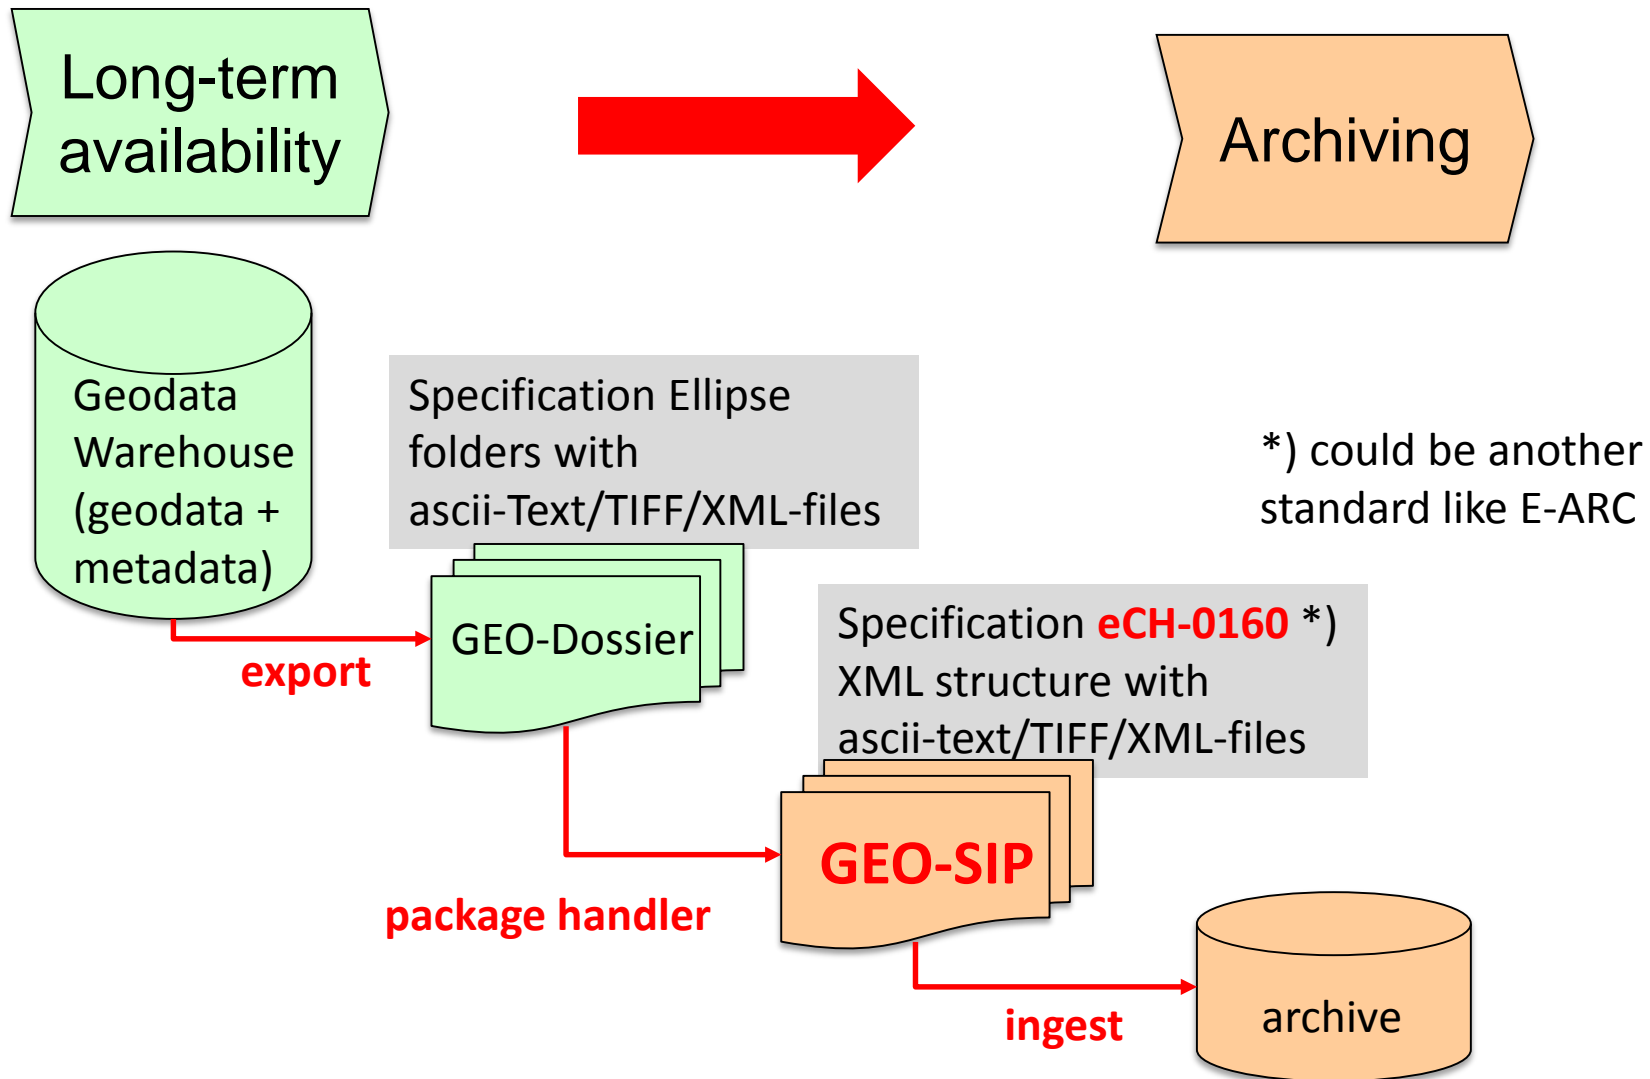 Long-term
availability
Archiving
Geodata
Warehouse
(geodata +
metadata)
Specification Ellipse
folders with
ascii-Text/TIFF/XML-files
*) could be another
standard like E-ARC
GEO-Dossier
export
Specification eCH-0160 *)
XML structure with
ascii-text/TIFF/XML-files
GEO-SIP
package handler
ingest
archive